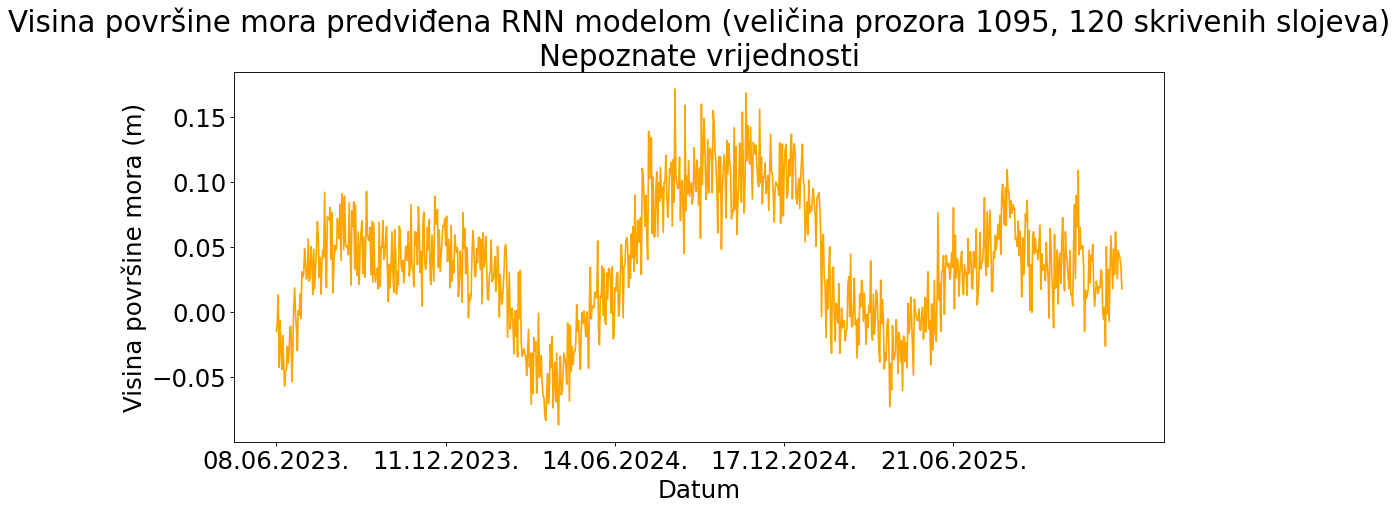 Visina površine mora predviđena RNN modelom (veličina prozora 1095, 120 skrivenih slojeva)
Nepoznate vrijednosti
Visina površine mora (m)
0.15
0.10
0.05
0.00
−0.05
08.06.2023. 11.12.2023. 14.06.2024. 17.12.2024. 21.06.2025.
Datum